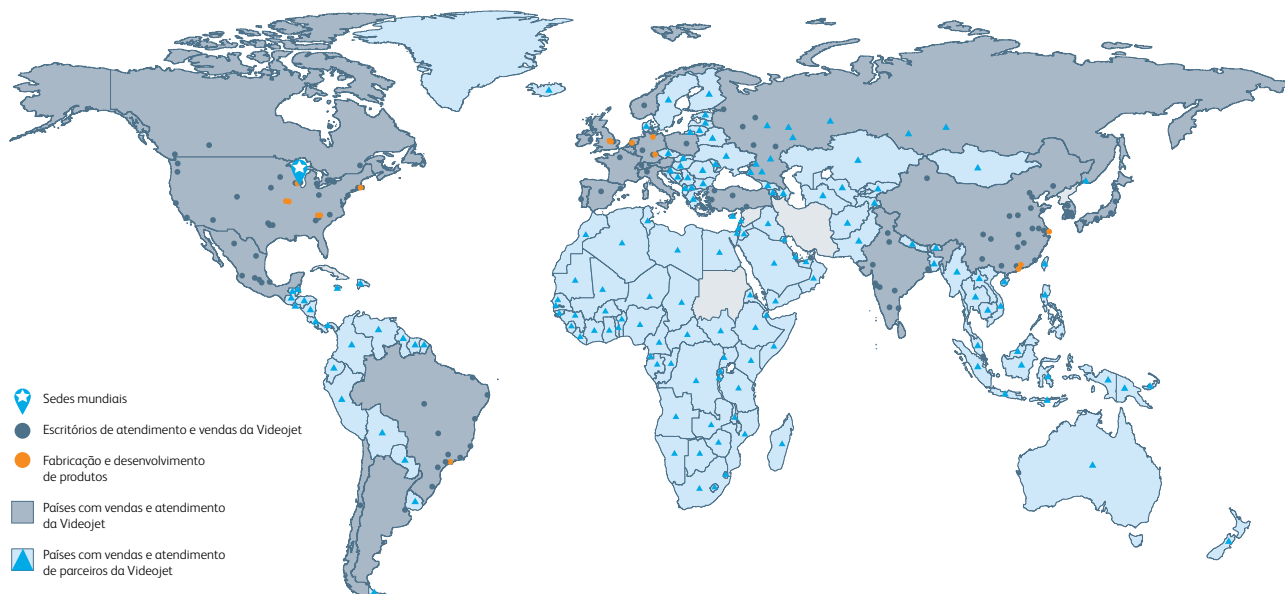 Sedes mundiais
Escritórios de atendimento e vendas da Videojet
Fabricação e desenvolvimento
de produtos
Países com vendas e atendimento
da Videojet
Países com vendas e atendimento
de parceiros da Videojet